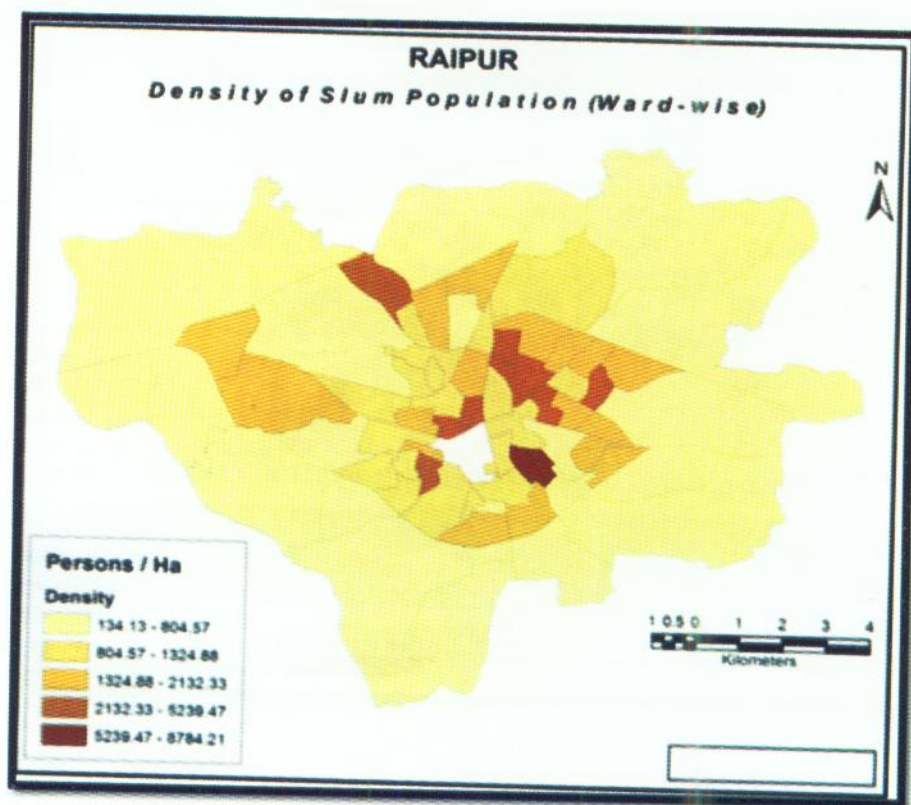 RAIPUR
Density of Slum Population (Ward-wise)
N
Persons / Ha
Density
134.13 - 804.57
804.57 - 1324.88
1324.88 - 2132.33
2132.33 - 5239.47
5239.47 - 8784.21
1 0.5 0 1 2 3 4
Kilometers